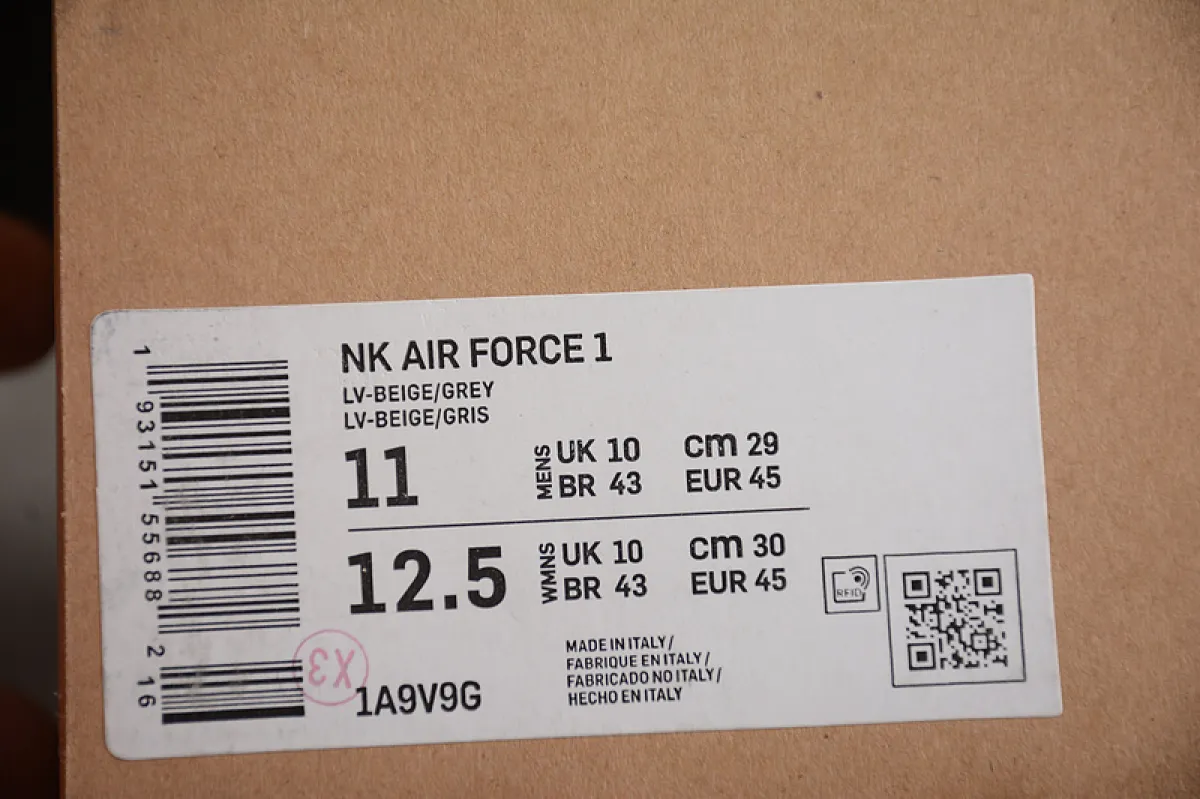 NK AIR FORCE 1
LV-BEIGE/GREY
LV-BEIGE/GRIS
11
MENS
UK 10 cm 29
BR 43 EUR 45
12.5
WMNS
UK 10 cm 30
BR 43 EUR 45
1A9V9G
MADE IN ITALY/
FABRIQUE EN ITALY/
FABRICADO NO ITALY/
HECHO EN ITALY
RFID
X3
1 93151 55688 2 16